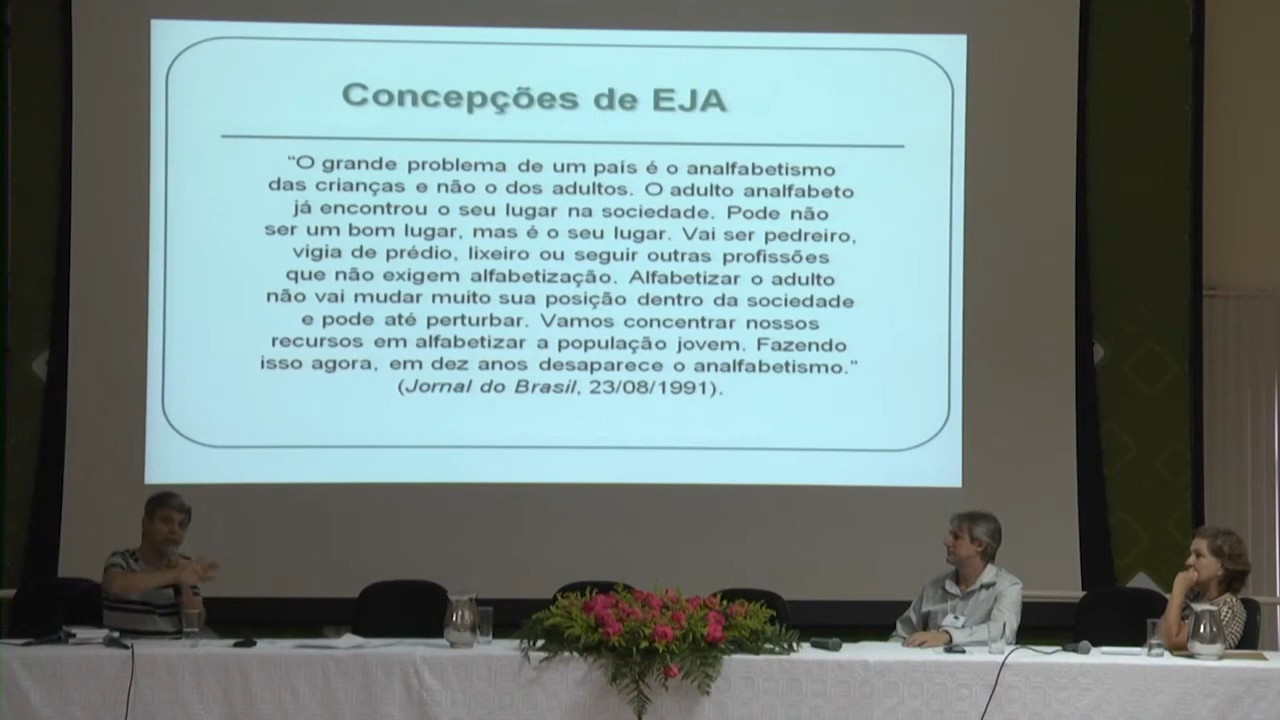 Concepções de EJA
"O grande problema de um pais é o analfabetismo
das crianças e não o dos adultos. O adulto analfabeto
já encontrou o seu lugar na sociedade. Pode não
ser um bom lugar, mas é o seu lugar. Vai ser pedreiro,
vigia de prédio, lixeiro ou seguir outras profissões
que não exigem alfabetização. Alfabetizar o adulto
não vai mudar muito sua posição dentro da sociedade
e pode até perturbar. Vamos concentrar nossos
recursos em alfabetizar a população jovem. Fazendo
isso agora, em dez anos desaparece o analfabetismo."
(Jornal do Brasil, 23/08/1991).